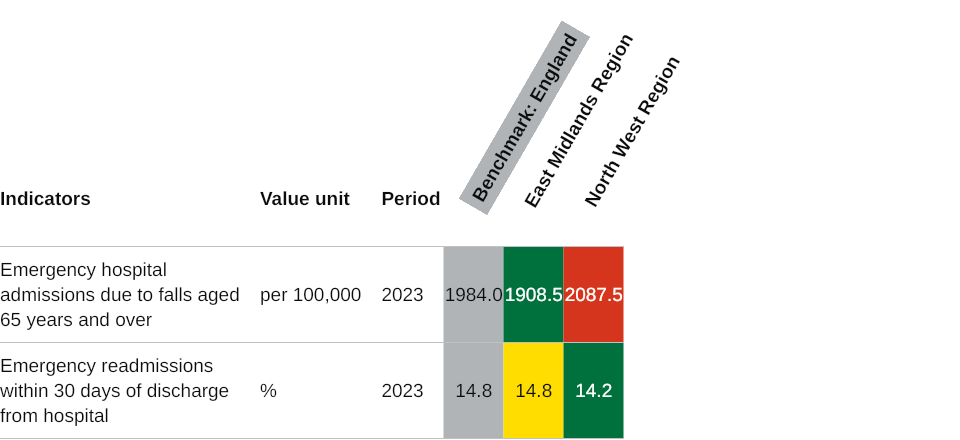 Benchmark: England
East Midlands Region
North West Region
Indicators Value unit Period
Emergency hospital
admissions due to falls aged per 100,000 2023 1984.0 1908.5 2087.5
65 years and over
Emergency readmissions
within 30 days of discharge % 2023 14.8 14.8 14.2
from hospital